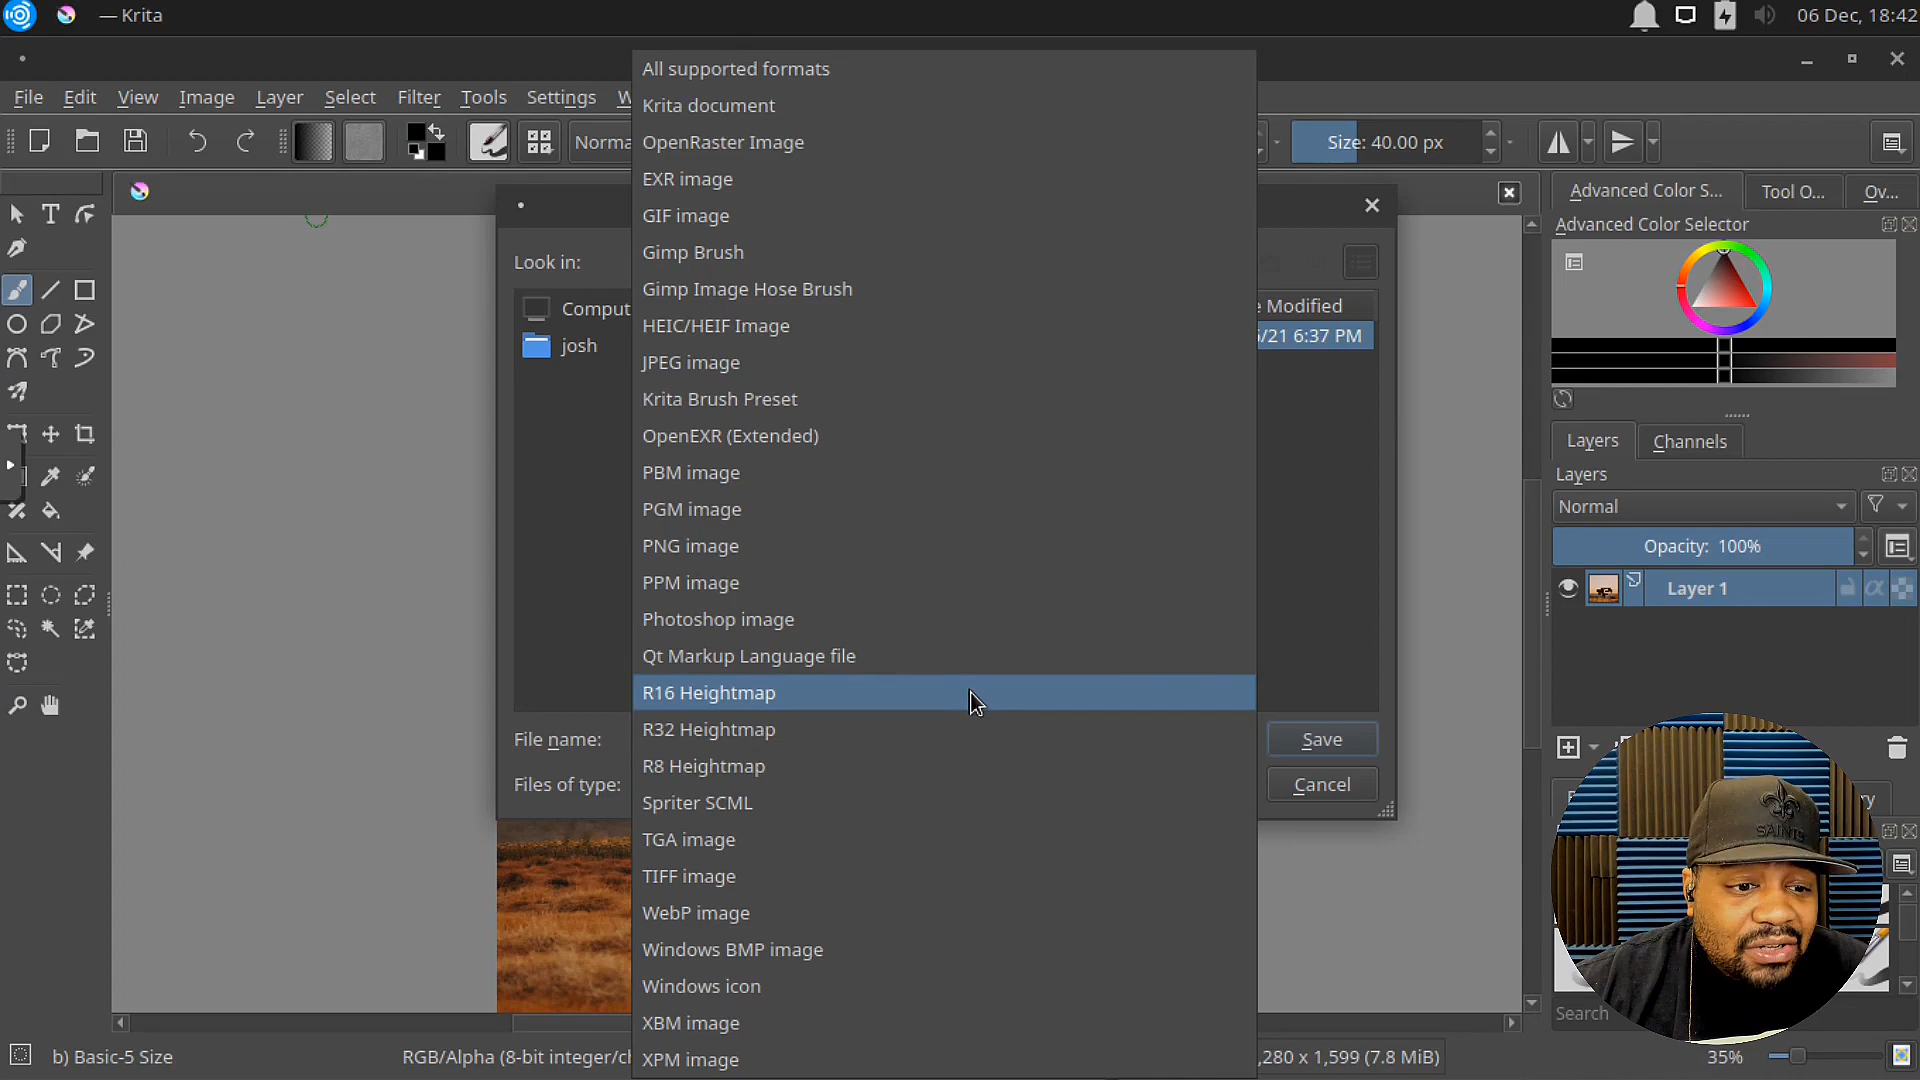 — Krita
06 Dec, 18:42
File Edit View Image Layer Select Filter Tools Settings W
Norma
Size: 40.00 px
All supported formats
Krita document
OpenRaster Image
EXR image
GIF image
Gimp Brush
Gimp Image Hose Brush
HEIC/HEIF Image
JPEG image
Krita Brush Preset
OpenEXR (Extended)
PBM image
PGM image
PNG image
PPM image
Photoshop image
Qt Markup Language file
R16 Heightmap
R32 Heightmap
R8 Heightmap
Spriter SCML
TGA image
TIFF image
WebP image
Windows BMP image
Windows icon
XBM image
XPM image
Look in:
Comput
josh
e Modified
/21 6:37 PM
File name:
Save
Files of type:
Cancel
Advanced Color S... Tool O... Ov...
Advanced Color Selector
Layers Channels
Layers
Normal
Opacity: 100%
Layer 1
SAINTS
Search
b) Basic-5 Size
RGB/Alpha (8-bit integer/ch
,280 x 1,599 (7.8 MiB)
35%